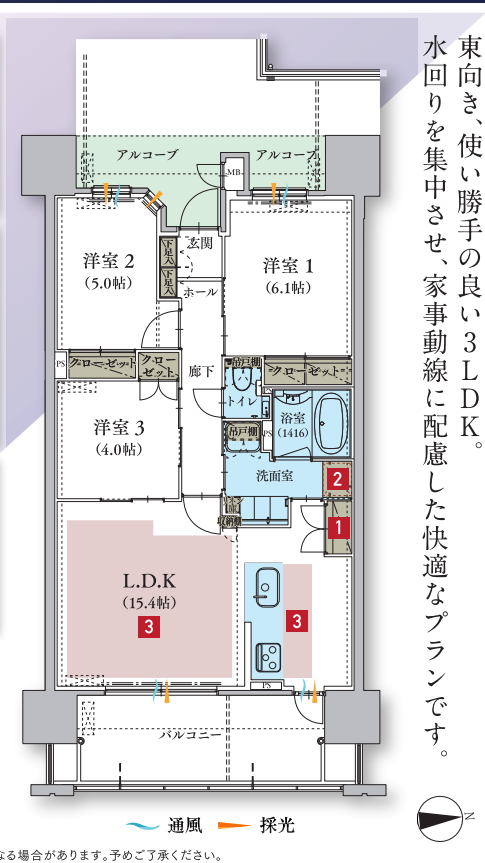 東向き、使い勝手の良い3LDK。
水回りを集中させ、家事動線に配慮した快適なプランです。
アルコーブ
アルコーブ
MB
玄関
下足入
下足入
ホール
洋室 2
(5.0帖)
洋室 1
(6.1帖)
PS
クローゼット
クロー
ゼット
廊下
吊戸棚
トイレ
クローゼット
洋室 3
(4.0帖)
吊戸棚
PS
浴室
(1416)
洗面室
2
1
L.D.K
(15.4帖)
3
3
PS
バルコニー
通風
採光
N
なる場合があります。予めご了承ください。